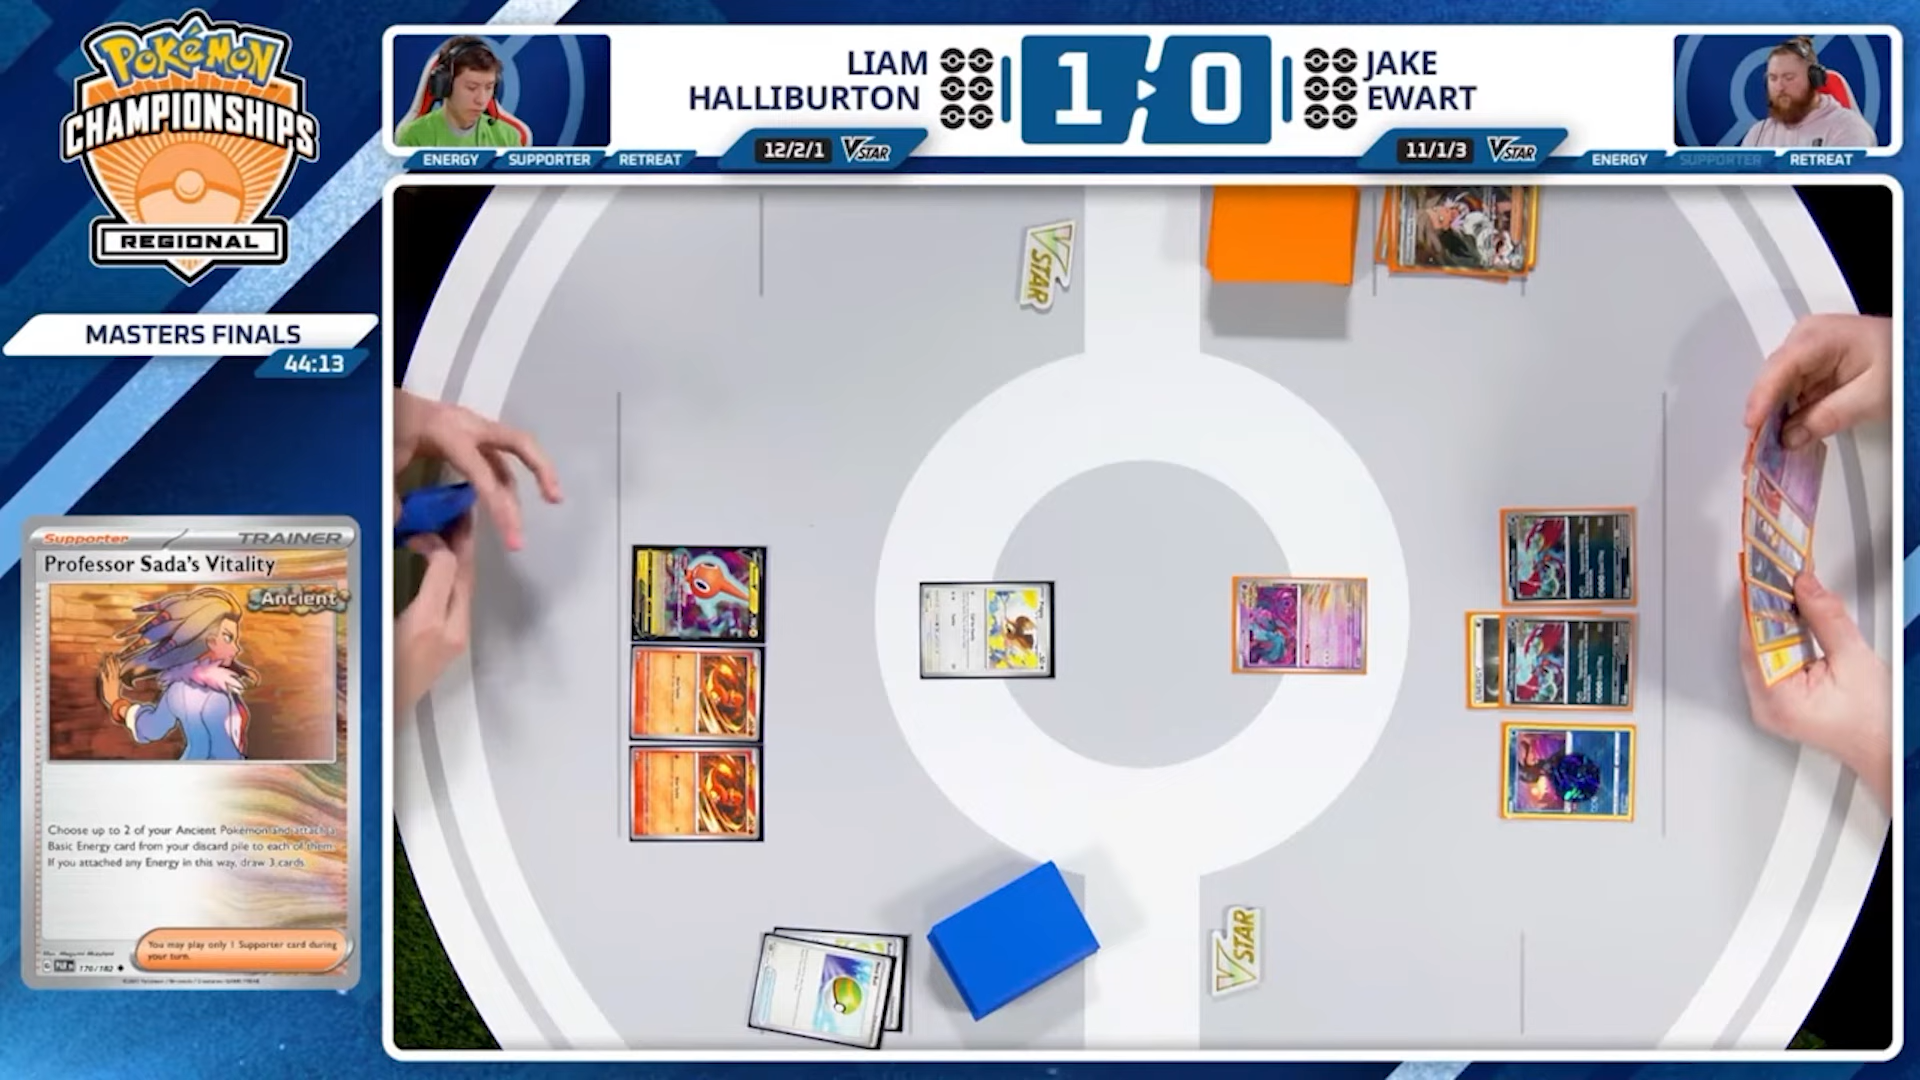 Pokémon
CHAMPIONSHIPS
REGIONAL
MASTERS FINALS
44:13
LIAM
HALLIBURTON
1
0
JAKE
EWART
12/2/1 VSTAR
11/1/3 VSTAR
ENERGY SUPPORTER RETREAT
ENERGY SUPPORTER RETREAT
VSTAR
ENERGY
VSTAR
Supporter TRAINER
Professor Sada's Vitality
Ancient
Choose up to 2 of your Ancient Pokémon and attach a
Basic Energy card from your discard pile to each of them.
If you attached any Energy in this way, draw 3 cards.
You may play only 1 Supporter card during
your turn.
PAR
170/182